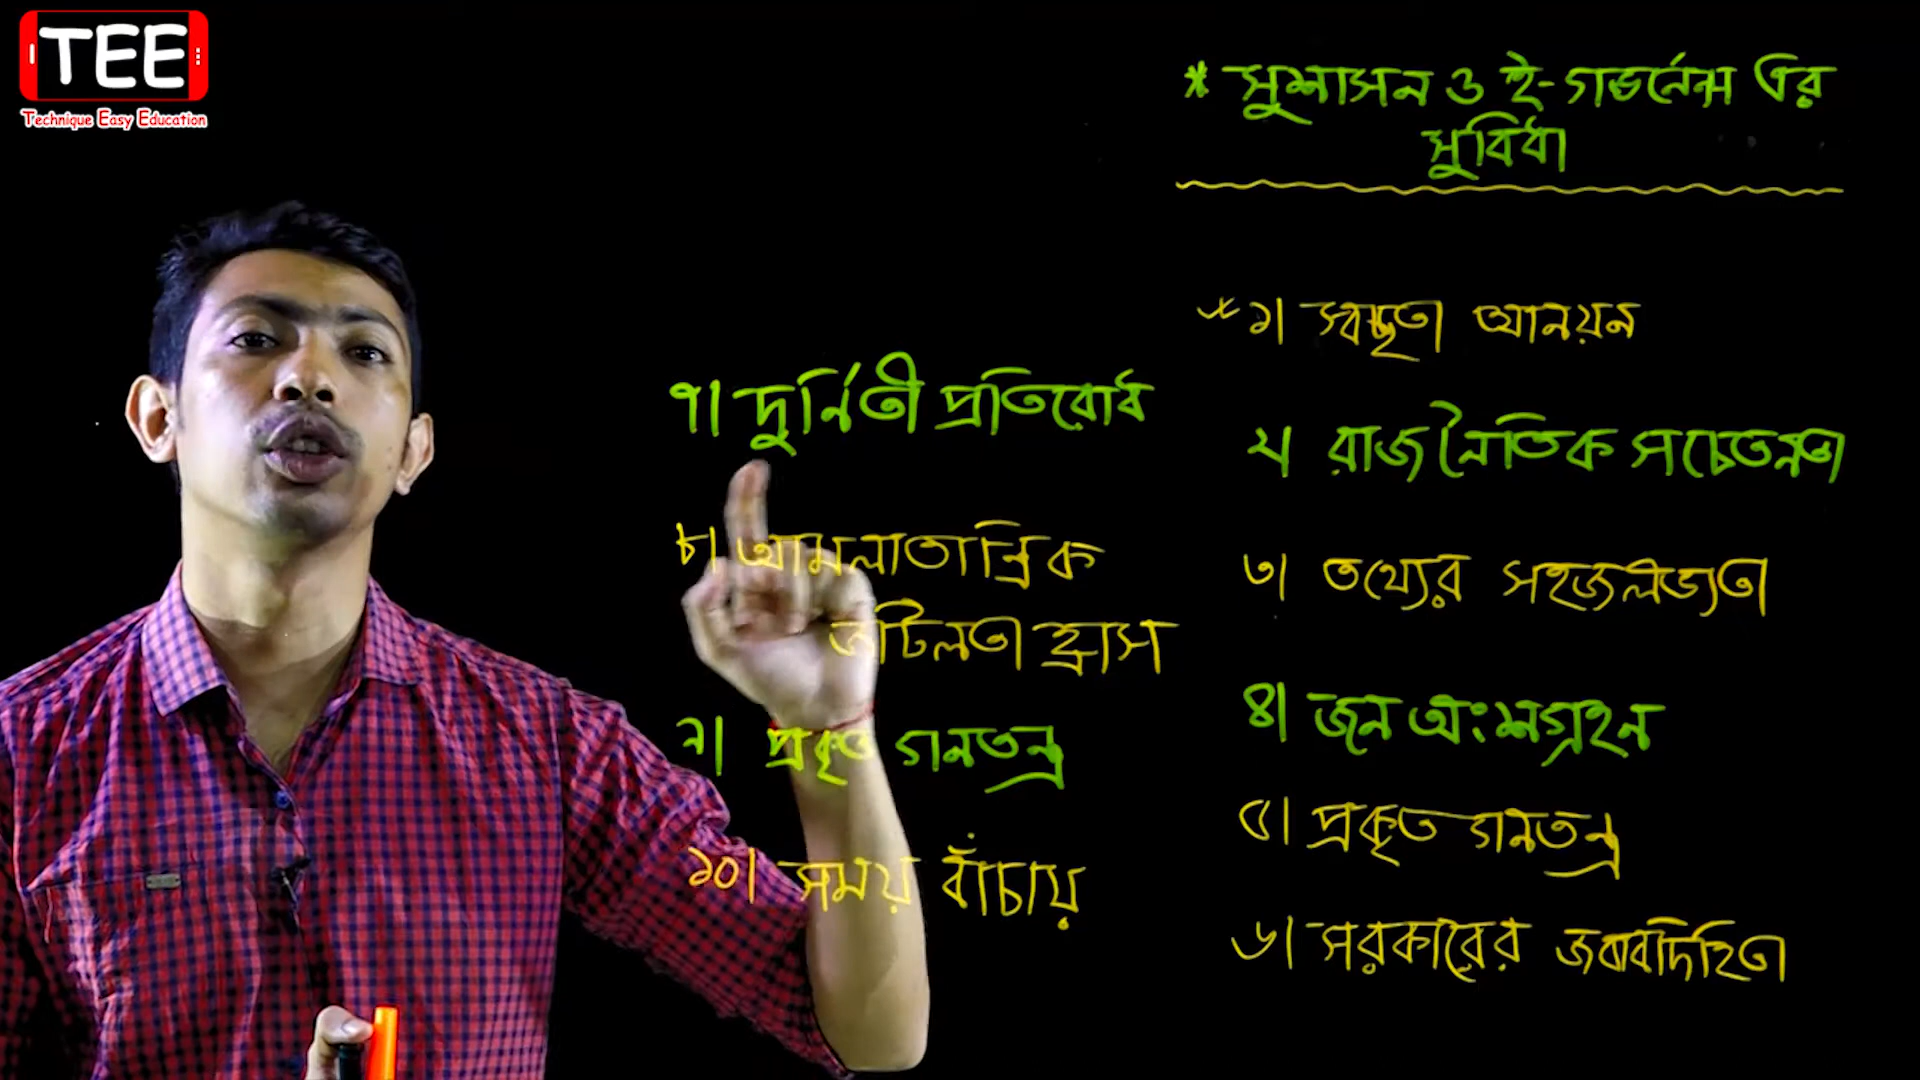 TEE
Technique Easy Education
* সুশাসন ও ই-গভর্নেন্স এর
সুবিধা
* ১। স্বচ্ছতা আনয়ন
২। রাজনৈতিক সচেতনতা
৩। তথ্যের সহজলভ্যতা
৪। জন অংশগ্রহন
৫। প্রকৃত গনতন্ত্র
৬। সরকারের জবাবদিহিতা
৭। দুর্নিতী প্রতিরোধ
৮। আমলাতান্ত্রিক
জটিলতা হ্রাস
৯। প্রকৃত গনতন্ত্র
১০। সময় বাঁচায়